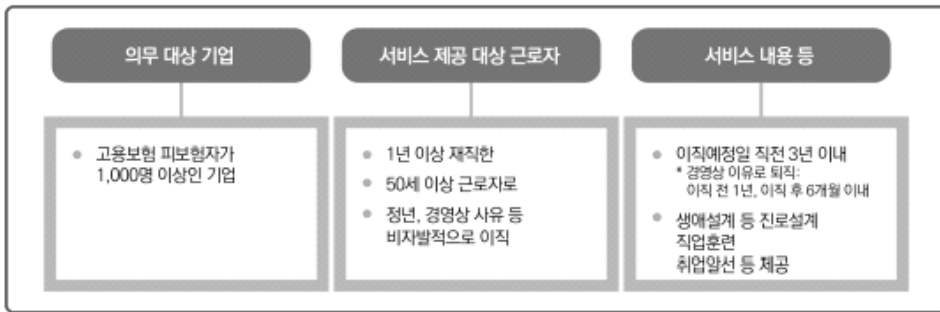 의무 대상 기업
고용보험 피보험자가
1,000명 이상인 기업
서비스 제공 대상 근로자
1년 이상 재직한
50세 이상 근로자로
정년, 경영상 사유 등
비자발적으로 이직
서비스 내용 등
이직예정일 직전 3년 이내
* 경영상 이유로 퇴직:
이직 전 1년, 이직 후 6개월 이내
생애설계 등 진로설계
직업훈련
취업알선 등 제공